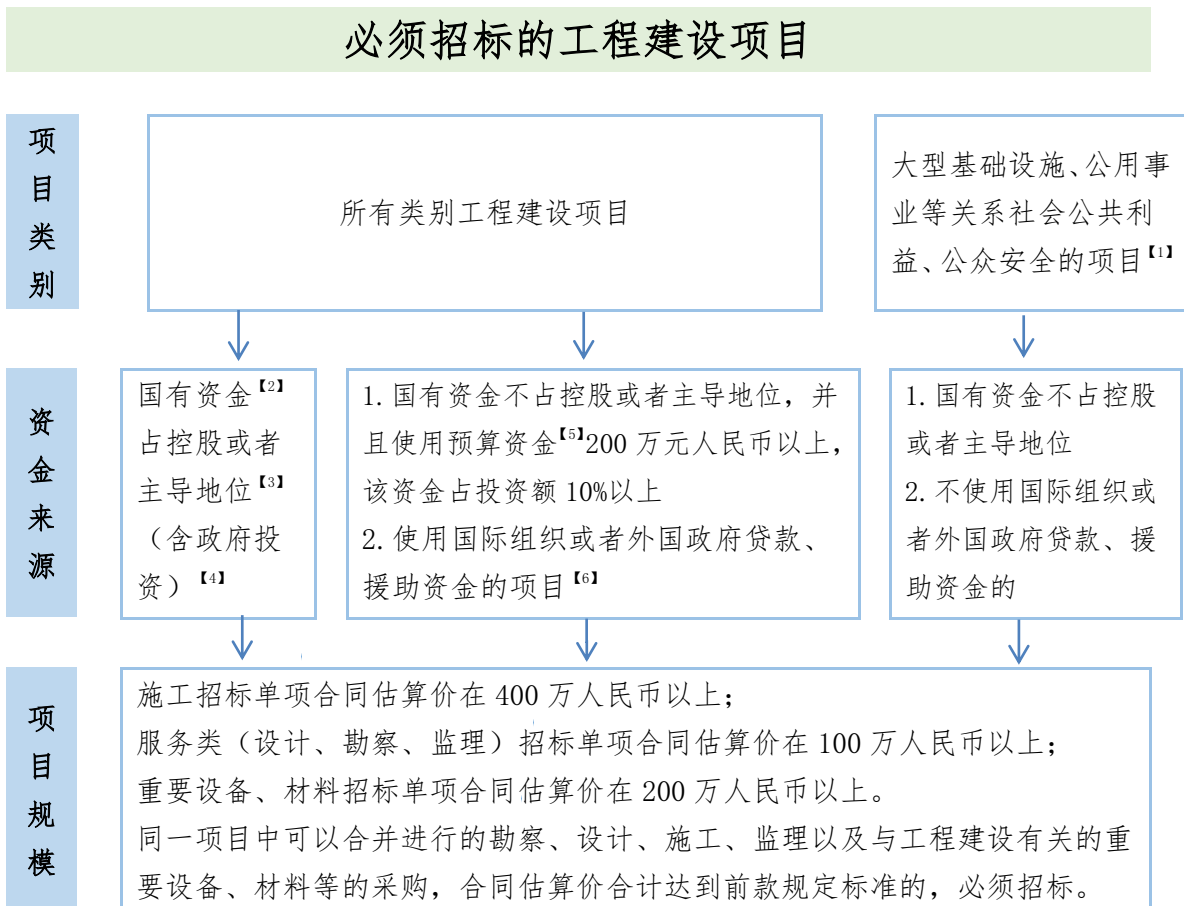 必须招标的工程建设项目
项目类别
所有类别工程建设项目
大型基础设施、公用事
业等关系社会公共利
益、公众安全的项目【1】
资金来源
国有资金【2】
占控股或者
主导地位【3】
（含政府投
资）【4】
1.国有资金不占控股或者主导地位，并
且使用预算资金【5】200 万元人民币以上，
该资金占投资额 10%以上
2.使用国际组织或者外国政府贷款、
援助资金的项目【6】
1.国有资金不占控股
或者主导地位
2.不使用国际组织或
者外国政府贷款、援
助资金的
项目规模
施工招标单项合同估算价在 400 万人民币以上；
服务类（设计、勘察、监理）招标单项合同估算价在 100 万人民币以上；
重要设备、材料招标单项合同估算价在 200 万人民币以上。
同一项目中可以合并进行的勘察、设计、施工、监理以及与工程建设有关的重
要设备、材料等的采购，合同估算价合计达到前款规定标准的，必须招标。